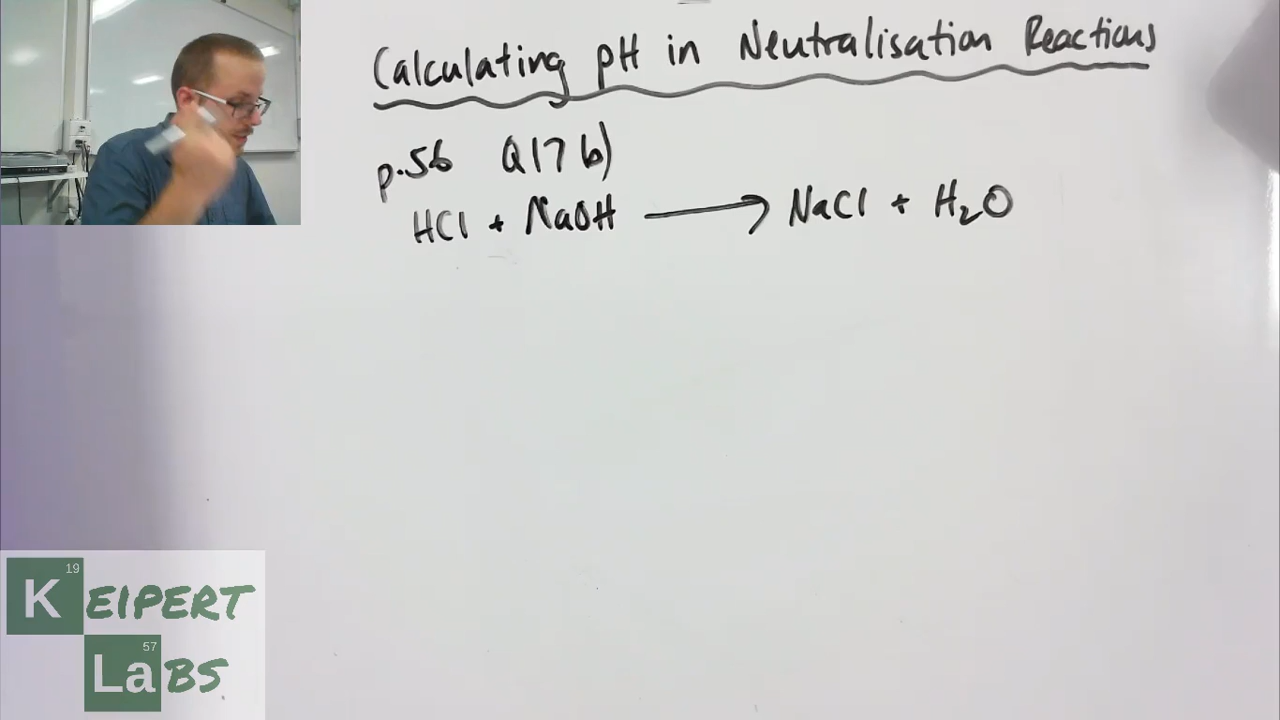 Calculating pH in Neutralisation Reactions
p.56 Q17 b)
HCl + NaOH ⟶ NaCl + H₂O
19
KEIPERT
57
LaBS